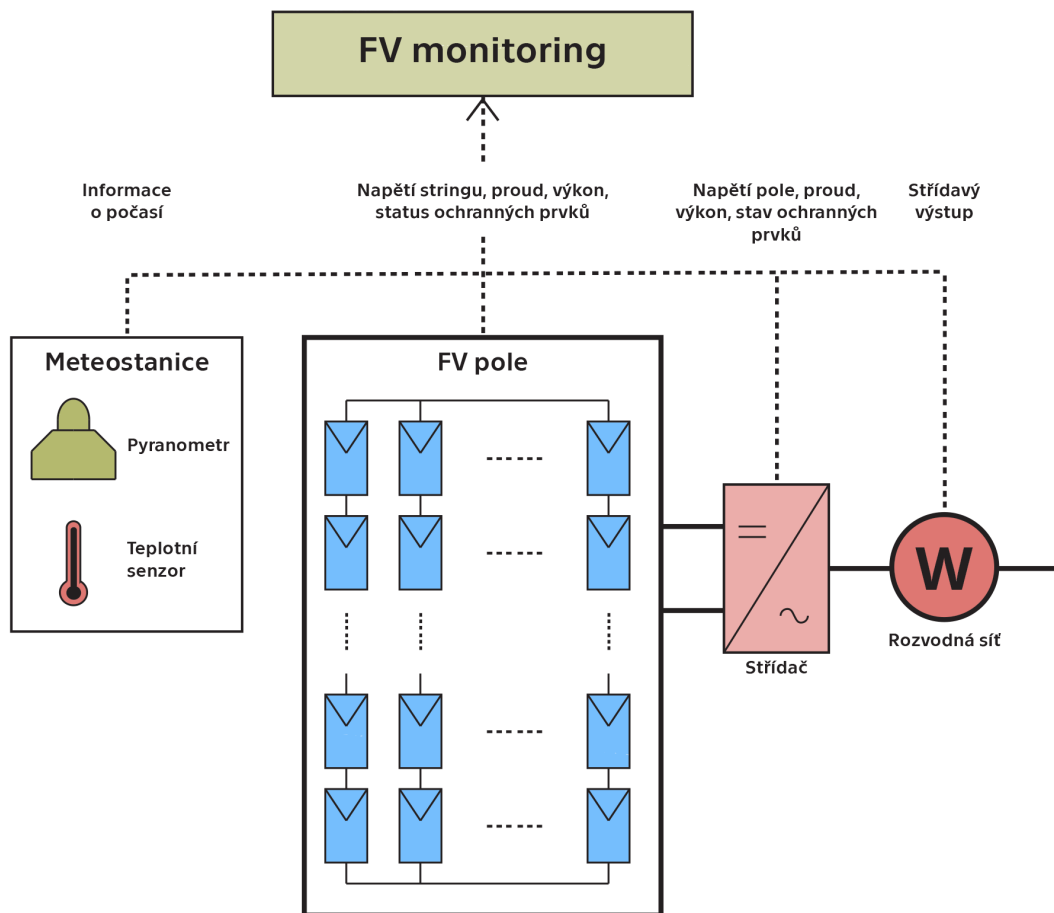 FV monitoring
Informace
o počasí
Napětí stringu, proud, výkon,
status ochranných prvků
Napětí pole, proud,
výkon, stav ochranných
prvků
Střídavý
výstup
Meteostanice
Pyranometr
Teplotní
senzor
FV pole
Střídač
W
Rozvodná síť